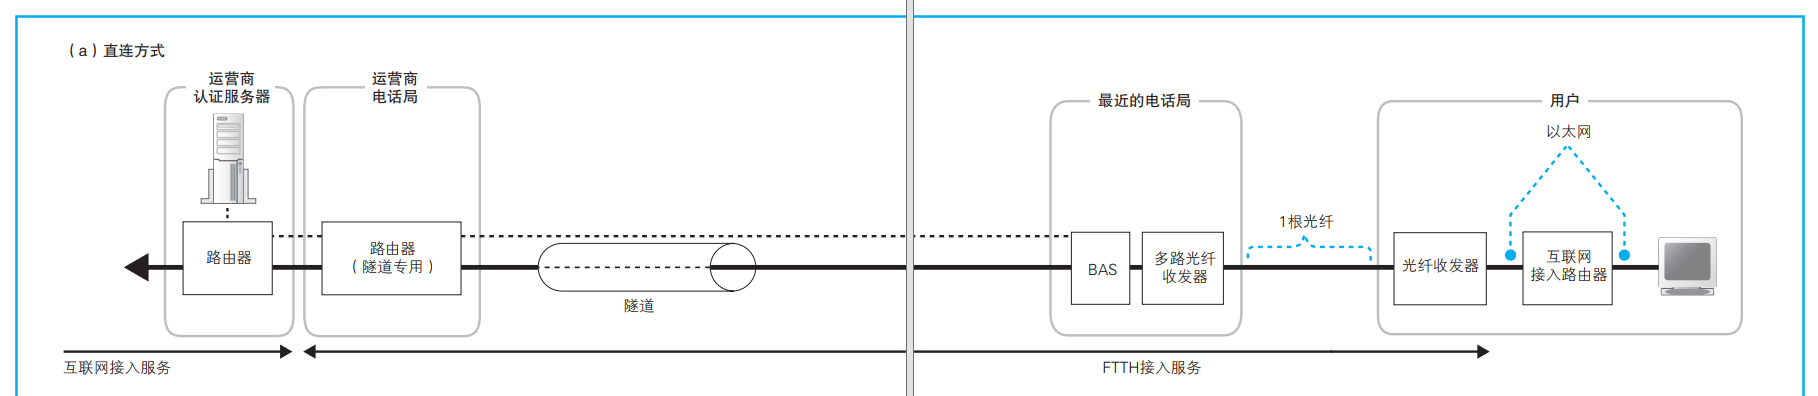 （a）直连方式
运营商
认证服务器
运营商
电话局
最近的电话局
用户
以太网
1根光纤
路由器
路由器
（隧道专用）
隧道
BAS
多路光纤
收发器
光纤收发器
互联网
接入路由器
互联网接入服务
FTTH接入服务